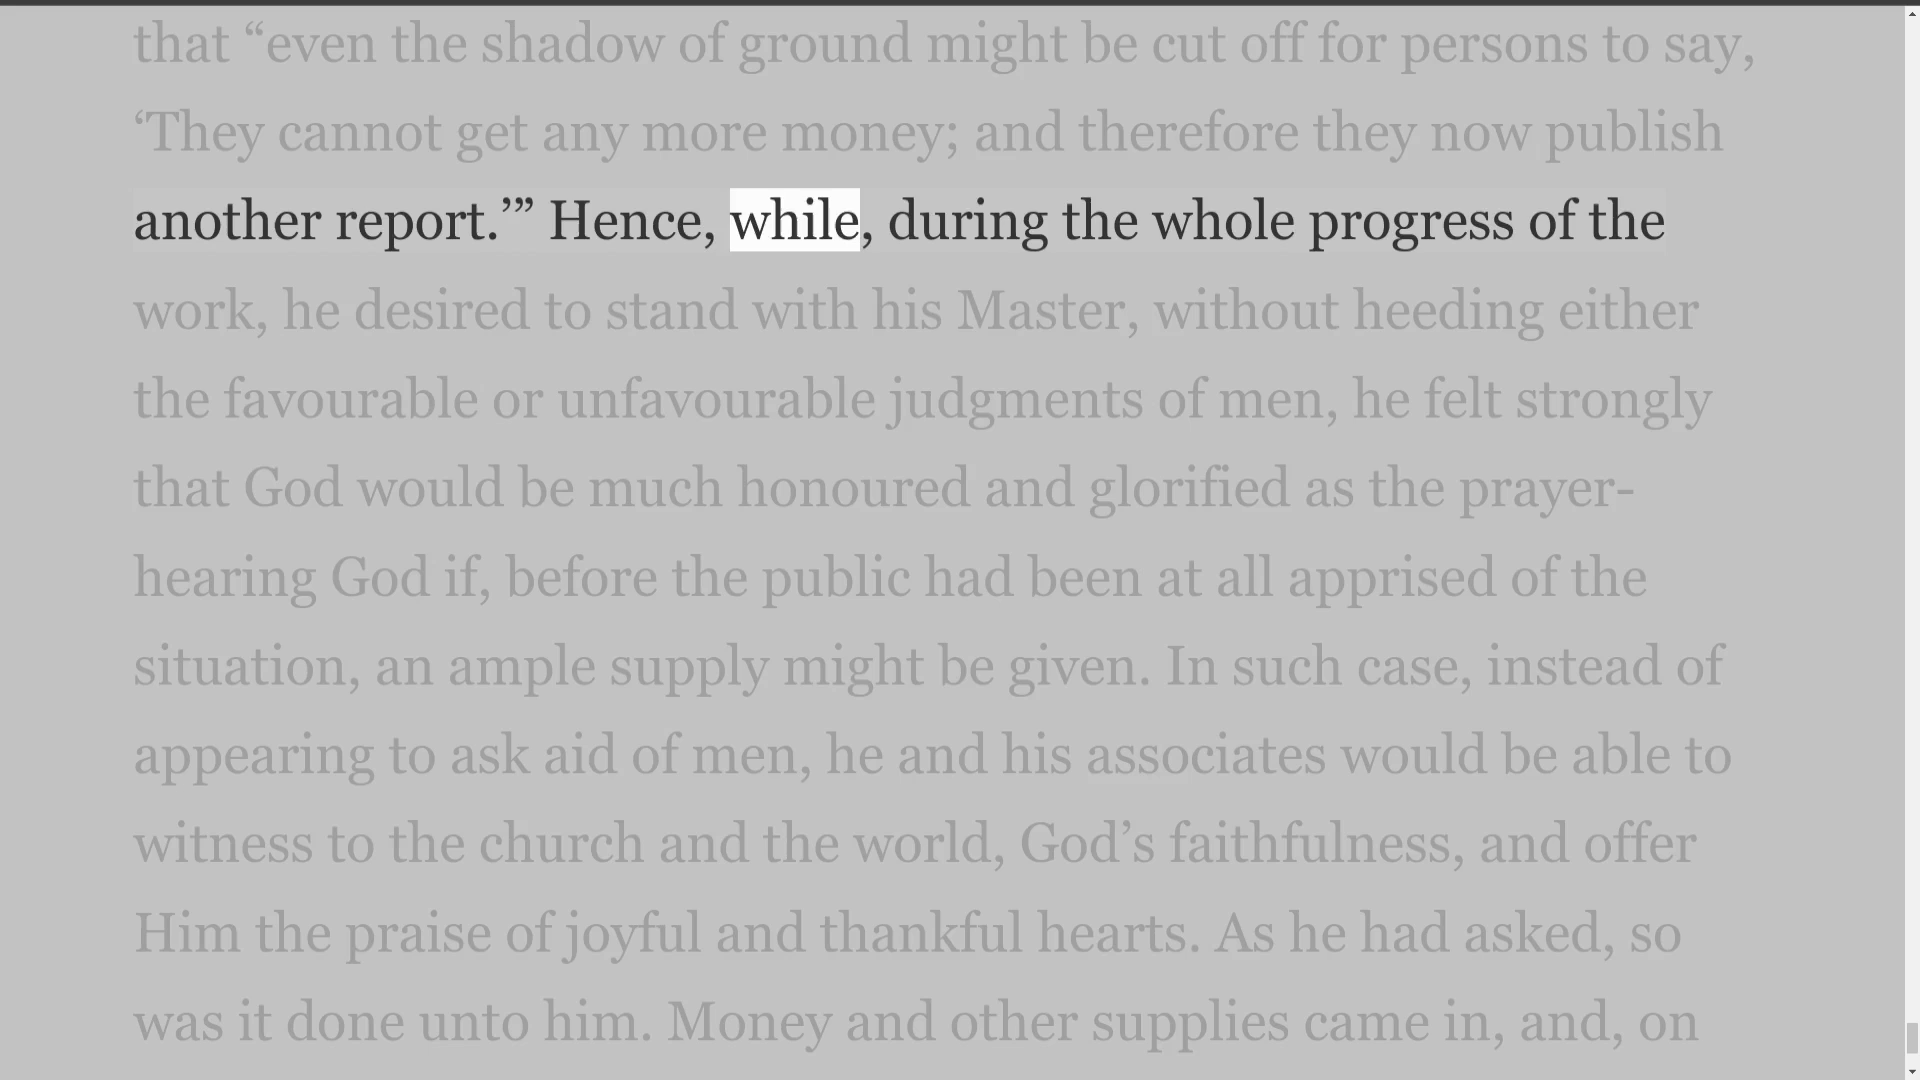 that “even the shadow of ground might be cut off for persons to say,
‘They cannot get any more money; and therefore they now publish
another report.’” Hence, while, during the whole progress of the
work, he desired to stand with his Master, without heeding either
the favourable or unfavourable judgments of men, he felt strongly
that God would be much honoured and glorified as the prayer-
hearing God if, before the public had been at all apprised of the
situation, an ample supply might be given. In such case, instead of
appearing to ask aid of men, he and his associates would be able to
witness to the church and the world, God’s faithfulness, and offer
Him the praise of joyful and thankful hearts. As he had asked, so
was it done unto him. Money and other supplies came in, and, on